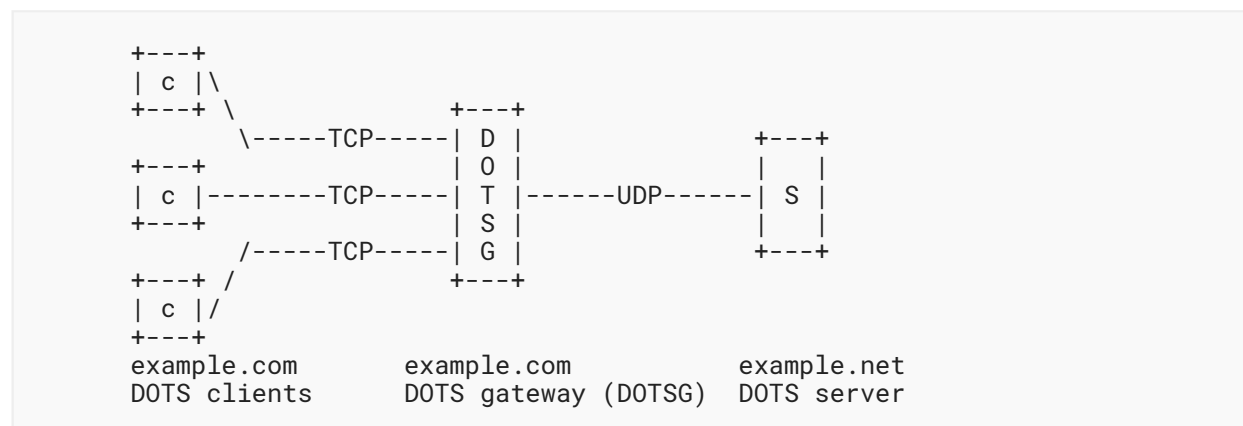 +---+
| c |\
+---+ \ +---+
\-----TCP-----| D | +---+
+---+ | O | | |
| c |--------TCP-----| T |------UDP------| S |
+---+ | S | | |
/-----TCP-----| G | +---+
+---+ / +---+
| c |/
+---+
example.com example.com example.net
DOTS clients DOTS gateway (DOTSG) DOTS server